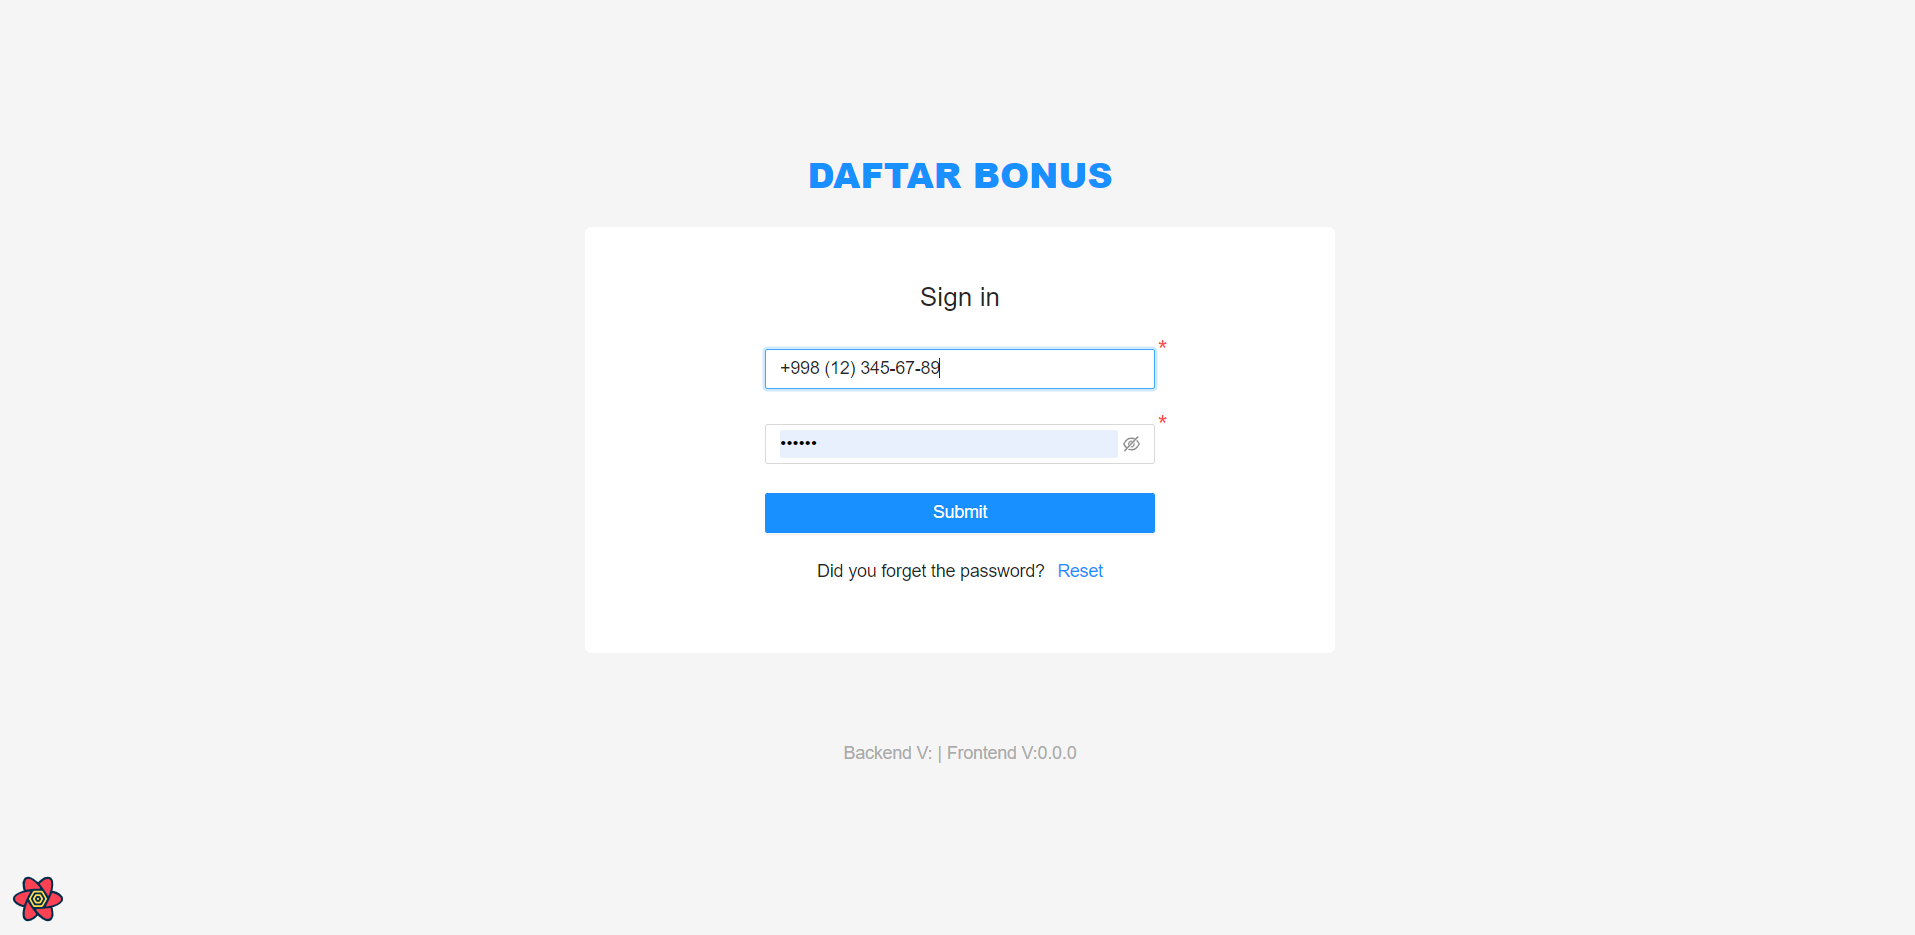 DAFTAR BONUS
Sign in
*
+998 (12) 345-67-89
*
••••••
Submit
Did you forget the password? Reset
Backend V: | Frontend V:0.0.0